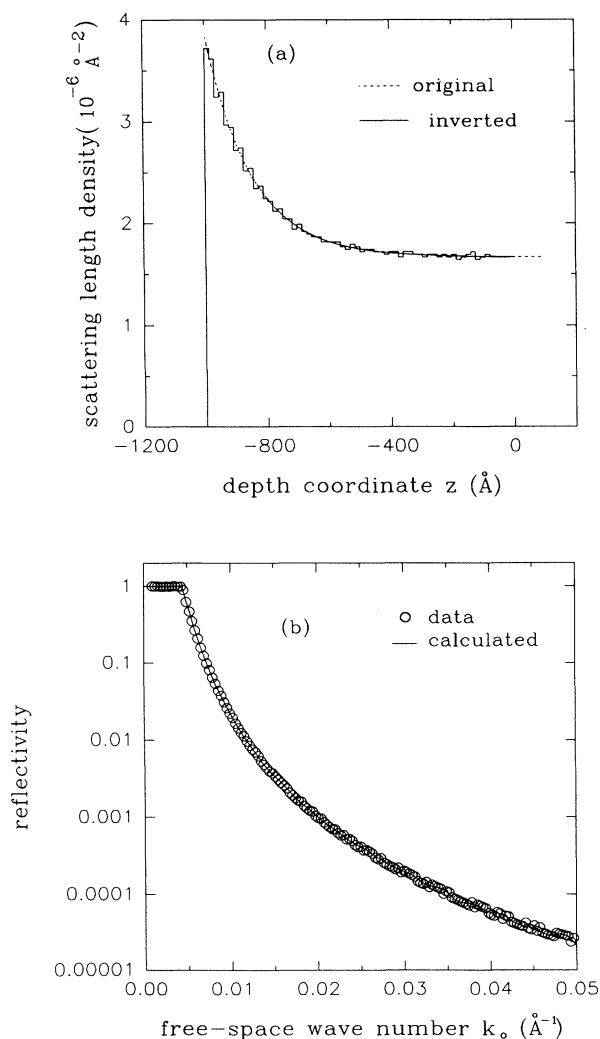 (a)
original
inverted
scattering length density(10⁻⁶ Å⁻²)
4
3
2
1
0
−1200
−800
−400
0
depth coordinate z (Å)
(b)
data
calculated
reflectivity
1
0.1
0.01
0.001
0.0001
0.00001
0.00
0.01
0.02
0.03
0.04
0.05
free-space wave number k₀ (Å⁻¹)